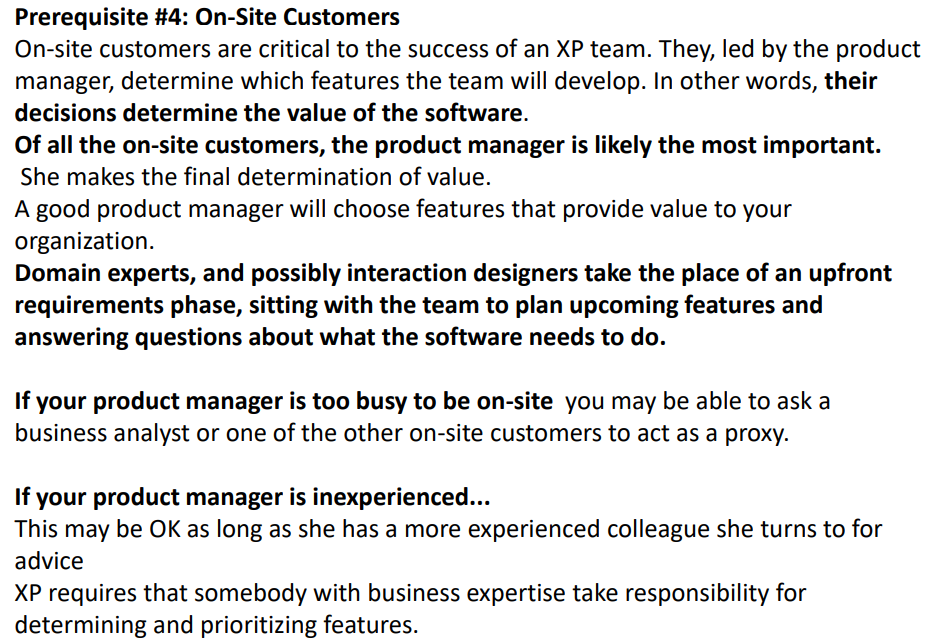 Prerequisite #4: On-Site Customers
On-site customers are critical to the success of an XP team. They, led by the product
manager, determine which features the team will develop. In other words, their
decisions determine the value of the software.
Of all the on-site customers, the product manager is likely the most important.
She makes the final determination of value.
A good product manager will choose features that provide value to your
organization.
Domain experts, and possibly interaction designers take the place of an upfront
requirements phase, sitting with the team to plan upcoming features and
answering questions about what the software needs to do.
If your product manager is too busy to be on-site you may be able to ask a
business analyst or one of the other on-site customers to act as a proxy.
If your product manager is inexperienced...
This may be OK as long as she has a more experienced colleague she turns to for
advice
XP requires that somebody with business expertise take responsibility for
determining and prioritizing features.